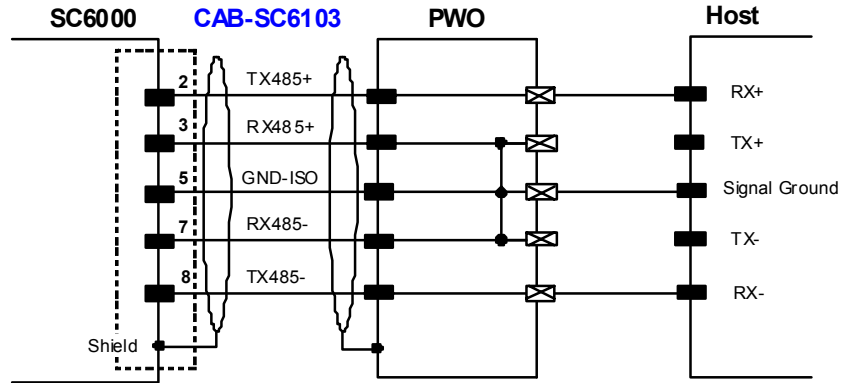 SC6000 CAB-SC6103 PWO Host
2 TX485+ RX+
3 RX485+ TX+
5 GND-ISO Signal Ground
7 RX485- TX-
8 TX485- RX-
Shield